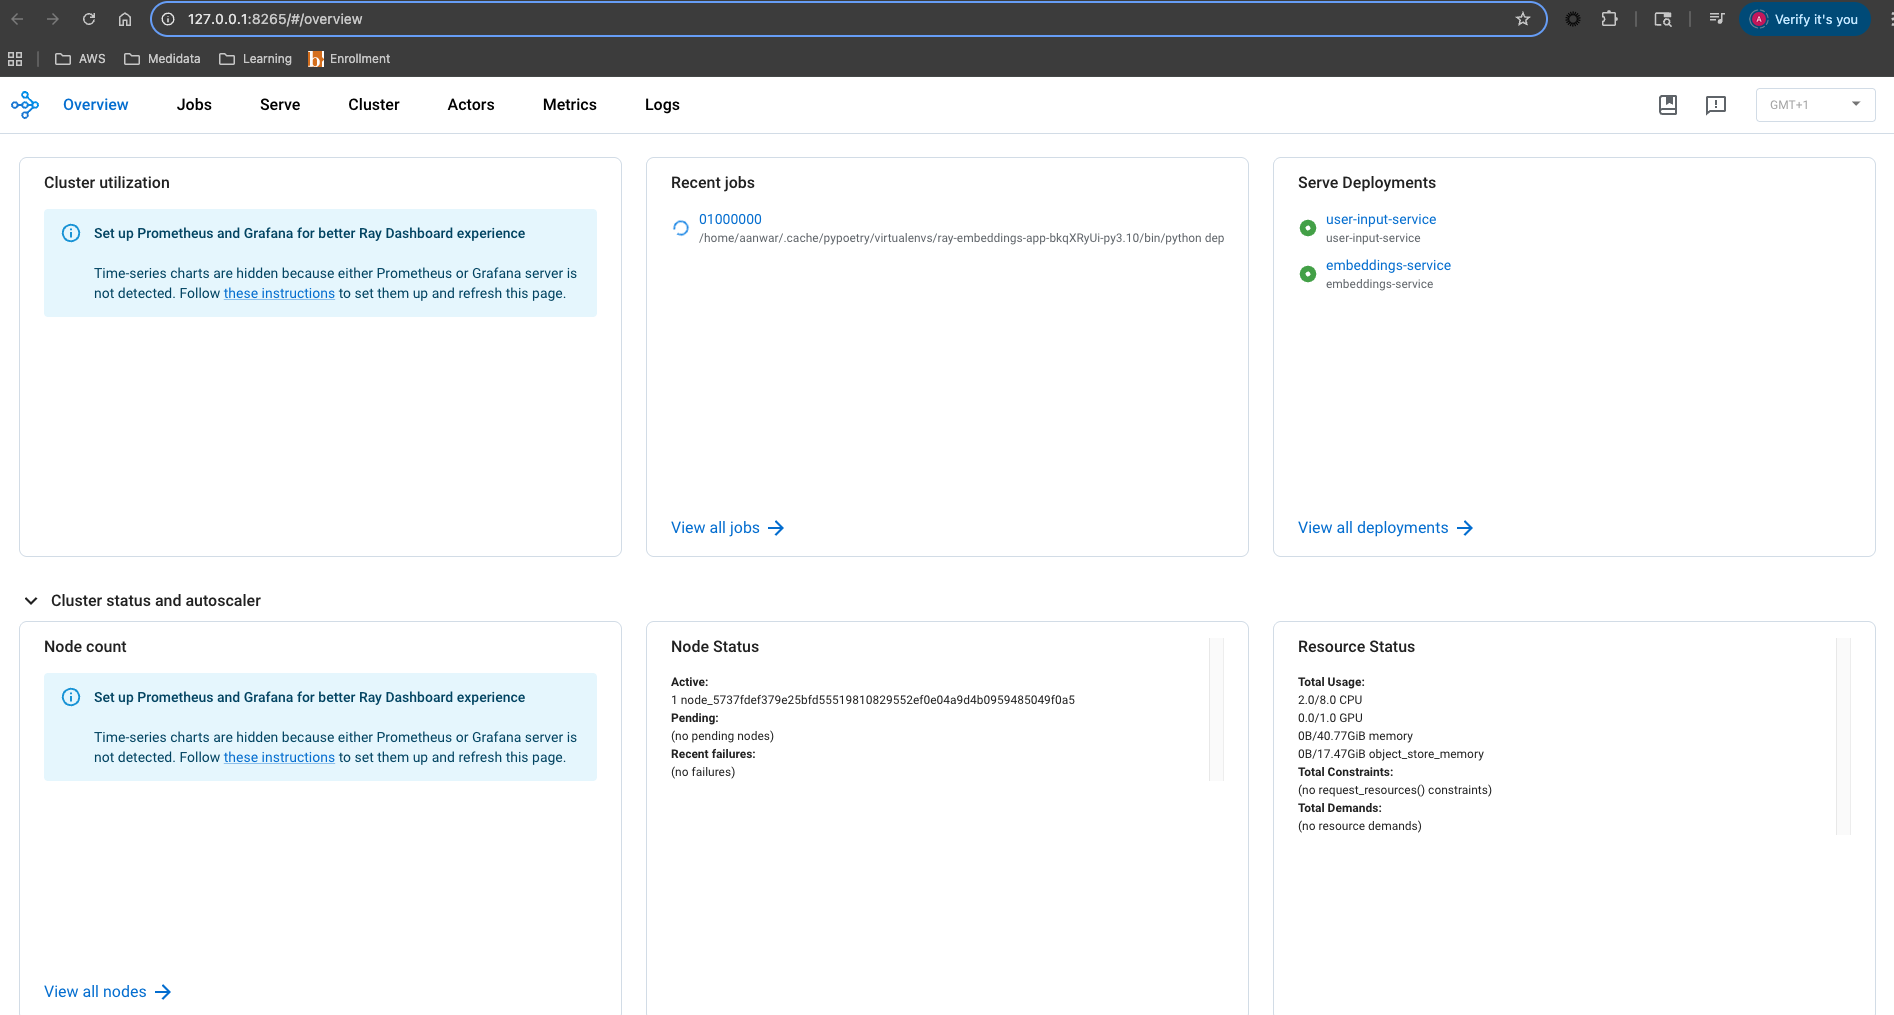 127.0.0.1:8265/#/overview
Verify it's you
AWS
Medidata
Learning
Enrollment
Overview
Jobs
Serve
Cluster
Actors
Metrics
Logs
GMT+1
Cluster utilization
Set up Prometheus and Grafana for better Ray Dashboard experience
Time-series charts are hidden because either Prometheus or Grafana server is
not detected. Follow these instructions to set them up and refresh this page.
Recent jobs
01000000
/home/aanwar/.cache/pypoetry/virtualenvs/ray-embeddings-app-bkqXRyUi-py3.10/bin/python dep
View all jobs
Serve Deployments
user-input-service
user-input-service
embeddings-service
embeddings-service
View all deployments
Cluster status and autoscaler
Node count
Set up Prometheus and Grafana for better Ray Dashboard experience
Time-series charts are hidden because either Prometheus or Grafana server is
not detected. Follow these instructions to set them up and refresh this page.
View all nodes
Node Status
Active:
1 node_5737fdef379e25bfd55519810829552ef0e04a9d4b0959485049f0a5
Pending:
(no pending nodes)
Recent failures:
(no failures)
Resource Status
Total Usage:
2.0/8.0 CPU
0.0/1.0 GPU
0B/40.77GiB memory
0B/17.47GiB object_store_memory
Total Constraints:
(no request_resources() constraints)
Total Demands:
(no resource demands)